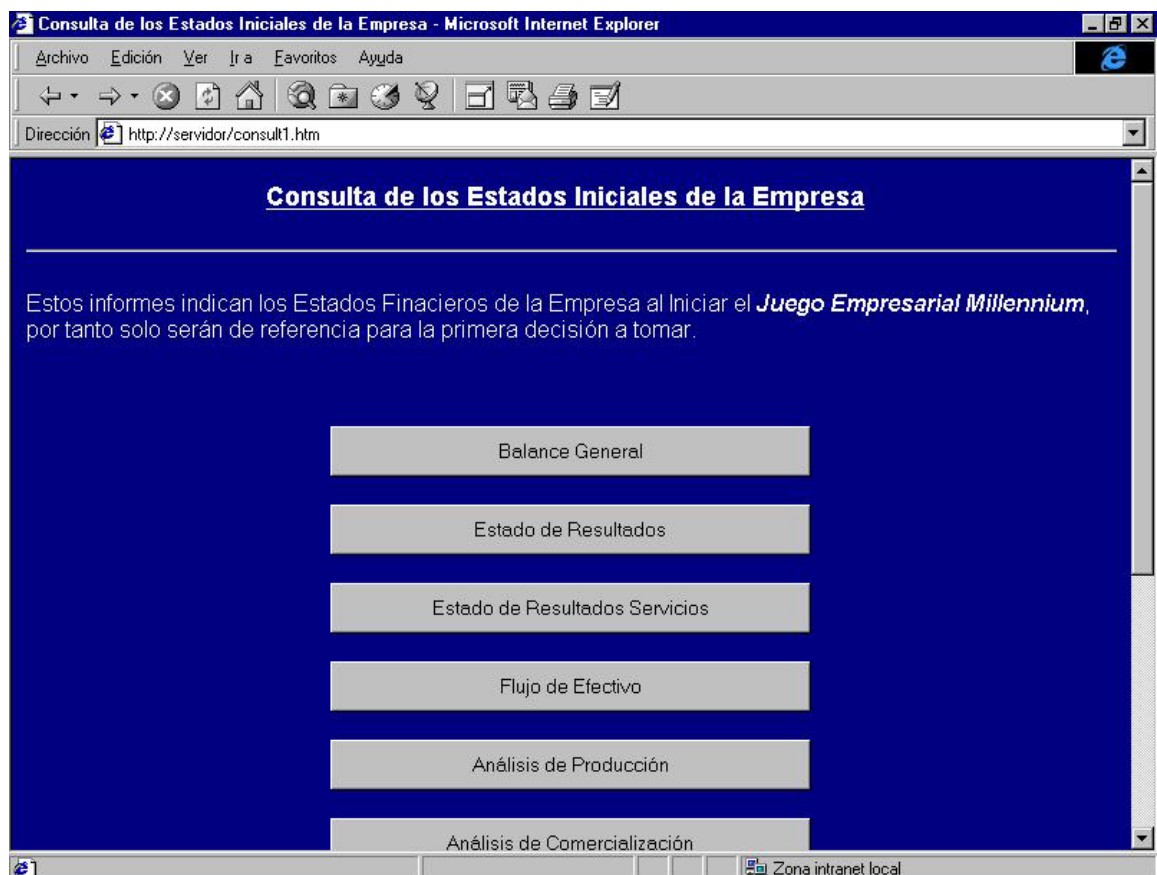 Consulta de los Estados Iniciales de la Empresa - Microsoft Internet Explorer
Archivo Edición Ver Ir a Favoritos Ayuda
Dirección http://servidor/consult1.htm
Consulta de los Estados Iniciales de la Empresa
Estos informes indican los Estados Finacieros de la Empresa al Iniciar el Juego Empresarial Millennium,
por tanto solo serán de referencia para la primera decisión a tomar.
Balance General
Estado de Resultados
Estado de Resultados Servicios
Flujo de Efectivo
Análisis de Producción
Análisis de Comercialización
Zona intranet local